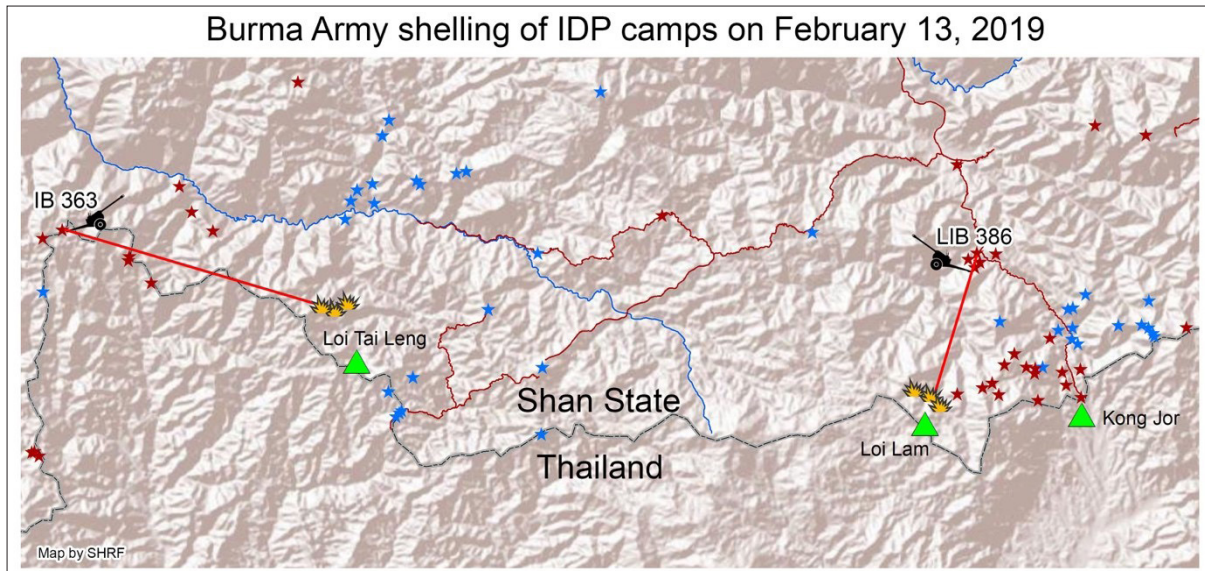 Burma Army shelling of IDP camps on February 13, 2019
IB 363
LIB 386
Loi Tai Leng
Shan State
Thailand
Loi Lam
Kong Jor
Map by SHRF